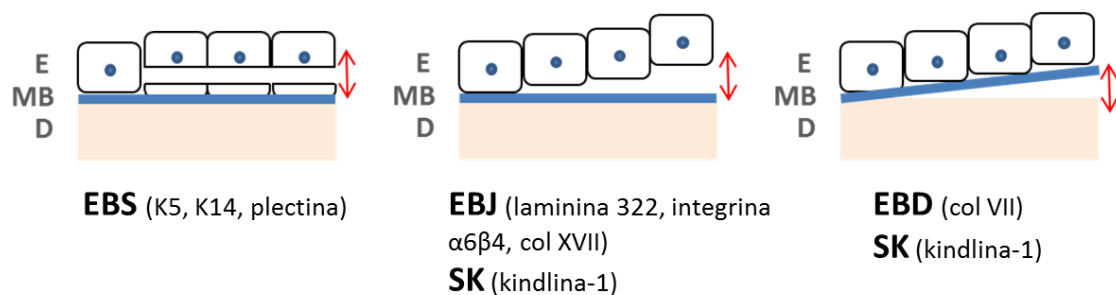 E
MB
D
E
MB
D
E
MB
D
EBS (K5, K14, plectina)
EBJ (laminina 322, integrina
α6β4, col XVII)
SK (kindlina-1)
EBD (col VII)
SK (kindlina-1)